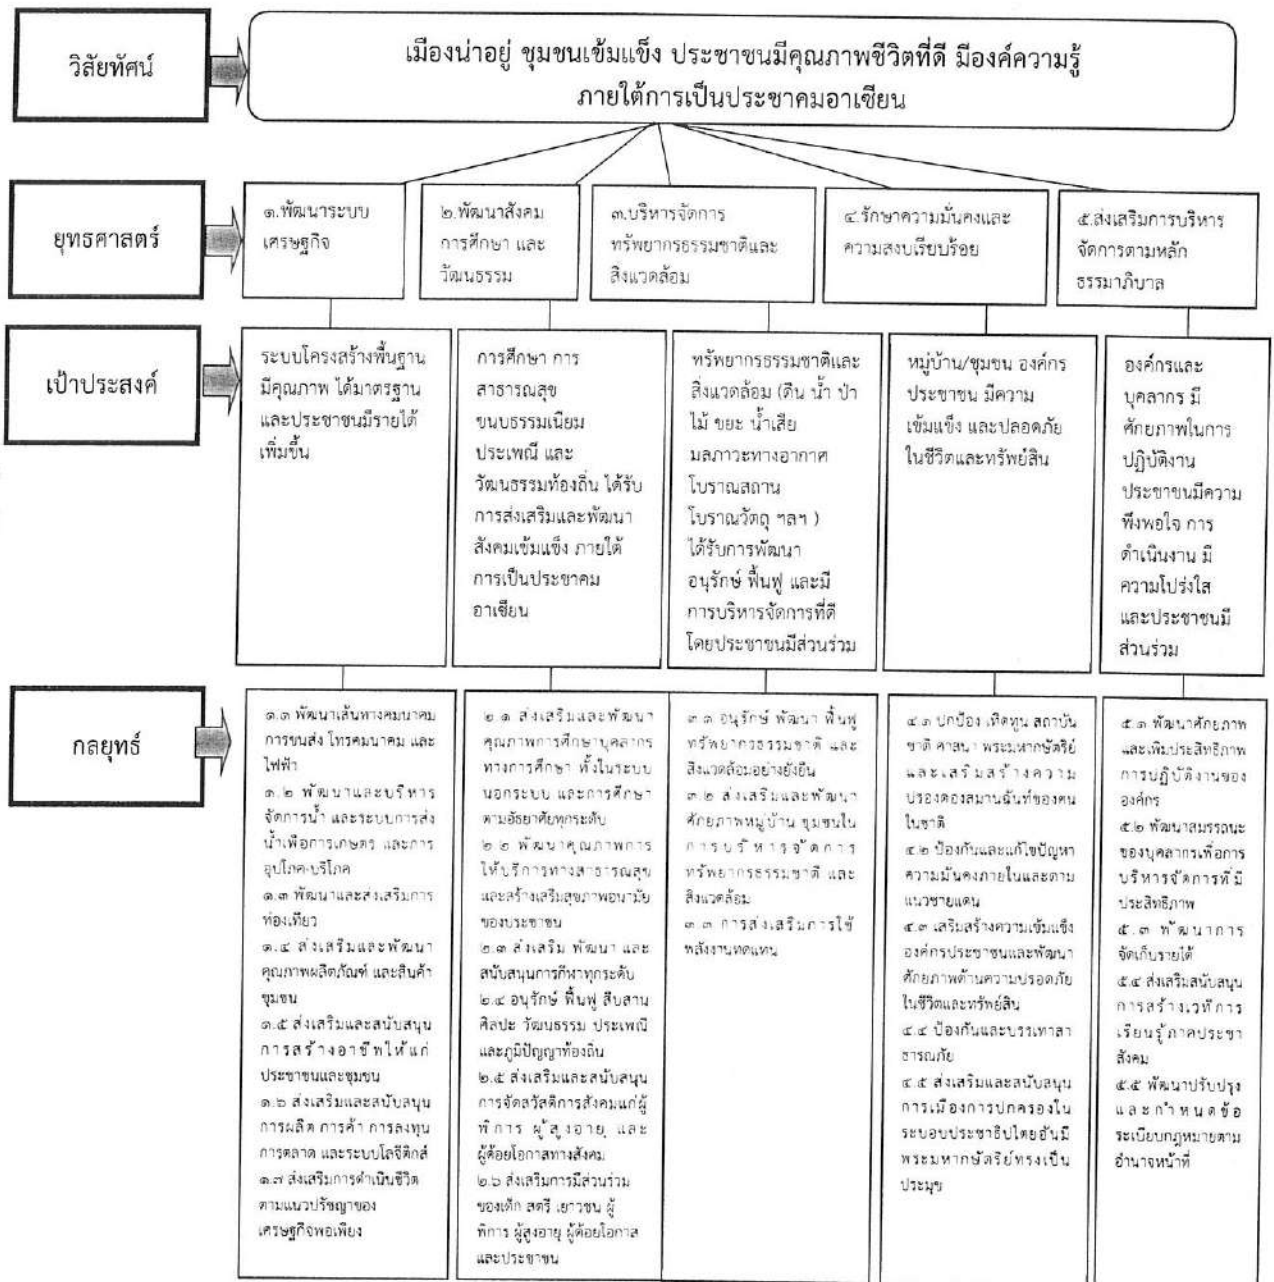 วิสัยทัศน์
เมืองน่าอยู่ ชุมชนเข้มแข็ง ประชาชนมีคุณภาพชีวิตที่ดี มีองค์ความรู้
ภายใต้การเป็นประชาคมอาเซียน
ยุทธศาสตร์
๑.พัฒนาระบบ
เศรษฐกิจ
๒.พัฒนาสังคม
การศึกษา และ
วัฒนธรรม
๓.บริหารจัดการ
ทรัพยากรธรรมชาติและ
สิ่งแวดล้อม
๔.รักษาความมั่นคงและ
ความสงบเรียบร้อย
๕.ส่งเสริมการบริหาร
จัดการตามหลัก
ธรรมาภิบาล
เป้าประสงค์
ระบบโครงสร้างพื้นฐาน
มีคุณภาพ ได้มาตรฐาน
และประชาชนมีรายได้
เพิ่มขึ้น
การศึกษา การ
สาธารณสุข
ขนบธรรมเนียม
ประเพณี และ
วัฒนธรรมท้องถิ่น ได้รับ
การส่งเสริมและพัฒนา
สังคมเข้มแข็ง ภายใต้
การเป็นประชาคม
อาเซียน
ทรัพยากรธรรมชาติและ
สิ่งแวดล้อม (ดิน น้ำ ป่า
ไม้ ขยะ น้ำเสีย
มลภาวะทางอากาศ
โบราณสถาน
โบราณวัตถุ ฯลฯ )
ได้รับการพัฒนา
อนุรักษ์ ฟื้นฟู และมี
การบริหารจัดการที่ดี
โดยประชาชนมีส่วนร่วม
หมู่บ้าน/ชุมชน องค์กร
ประชาชน มีความ
เข้มแข็ง และปลอดภัย
ในชีวิตและทรัพย์สิน
องค์กรและ
บุคลากร มี
ศักยภาพในการ
ปฏิบัติงาน
ประชาชนมีความ
พึงพอใจ การ
ดำเนินงาน มี
ความโปร่งใส
และประชาชนมี
ส่วนร่วม
กลยุทธ์
๑.๑ พัฒนาเส้นทางคมนาคม
การขนส่ง โทรคมนาคม และ
ไฟฟ้า
๑.๒ พัฒนาและบริหาร
จัดการน้ำ และระบบการส่ง
น้ำเพื่อการเกษตร และการ
อุปโภค-บริโภค
๑.๓ พัฒนาและส่งเสริมการ
ท่องเที่ยว
๑.๔ ส่งเสริมและพัฒนา
คุณภาพผลิตภัณฑ์ และสินค้า
ชุมชน
๑.๕ ส่งเสริมและสนับสนุน
การสร้างอาชีพให้แก่
ประชาชนและชุมชน
๑.๖ ส่งเสริมและสนับสนุน
การผลิต การค้า การลงทุน
การตลาด และระบบโลจิติกส์
๑.๗ ส่งเสริมการดำเนินชีวิต
ตามแนวปรัชญาของ
เศรษฐกิจพอเพียง
๒.๑ ส่งเสริมและพัฒนา
คุณภาพการศึกษาบุคลากร
ทางการศึกษา ทั้งในระบบ
นอกระบบ และการศึกษา
ตามอัธยาศัยทุกระดับ
๒.๒ พัฒนาคุณภาพการ
ให้บริการทางสาธารณสุข
และสร้างเสริมสุขภาพอนามัย
ของประชาชน
๒.๓ ส่งเสริม พัฒนา และ
สนับสนุนการกีฬาทุกระดับ
๒.๔ อนุรักษ์ ฟื้นฟู สืบสาน
ศิลปะ วัฒนธรรม ประเพณี
และภูมิปัญญาท้องถิ่น
๒.๕ ส่งเสริมและสนับสนุน
การจัดสวัสดิการสังคมแก่ผู้
พิการ ผู้สูงอายุ และ
ผู้ด้อยโอกาสทางสังคม
๒.๖ ส่งเสริมการมีส่วนร่วม
ของเด็ก สตรี เยาวชน ผู้
พิการ ผู้สูงอายุ ผู้ด้อยโอกาส
และประชาชน
๓.๑ อนุรักษ์ พัฒนา ฟื้นฟู
ทรัพยากรธรรมชาติ และ
สิ่งแวดล้อมอย่างยั่งยืน
๓.๒ ส่งเสริมและพัฒนา
ศักยภาพหมู่บ้าน ชุมชนใน
การบริหารจัดการ
ทรัพยากรธรรมชาติ และ
สิ่งแวดล้อม
๓.๓ การส่งเสริมการใช้
พลังงานทดแทน
๔.๑ ปกป้อง เทิดทูน สถาบัน
ชาติ ศาสนา พระมหากษัตริย์
และเสริมสร้างความ
ปรองดองสมานฉันท์ของคน
ในชาติ
๔.๒ ป้องกันและแก้ไขปัญหา
ความมั่นคงภายในและตาม
แนวชายแดน
๔.๓ เสริมสร้างความเข้มแข็ง
องค์กรประชาชนและพัฒนา
ศักยภาพด้านความปรอดภัย
ในชีวิตและทรัพย์สิน
๔.๔ ป้องกันและบรรเทาสา
ธารณภัย
๔.๕ ส่งเสริมและสนับสนุน
การเมืองการปกครองใน
ระบอบประชาธิปไตยอันมี
พระมหากษัตริย์ทรงเป็น
ประมุข
๕.๑ พัฒนาศักยภาพ
และเพิ่มประสิทธิภาพ
การปฏิบัติงานของ
องค์กร
๕.๒ พัฒนาสมรรถนะ
ของบุคลากรเพื่อการ
บริหารจัดการที่มี
ประสิทธิภาพ
๕.๓ พัฒนาการ
จัดเก็บรายได้
๕.๔ ส่งเสริมสนับสนุน
การสร้างเวทีการ
เรียนรู้ภาคประชา
สังคม
๕.๕ พัฒนาปรับปรุง
และกำหนดข้อ
ระเบียบกฎหมายตาม
อำนาจหน้าที่